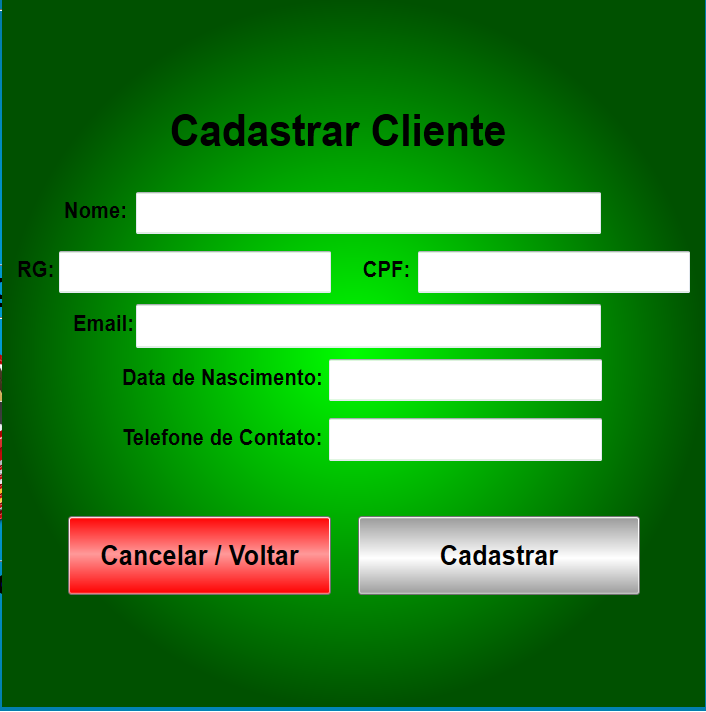 Cadastrar Cliente
Nome:
RG: CPF:
Email:
Data de Nascimento:
Telefone de Contato:
Cancelar / Voltar Cadastrar